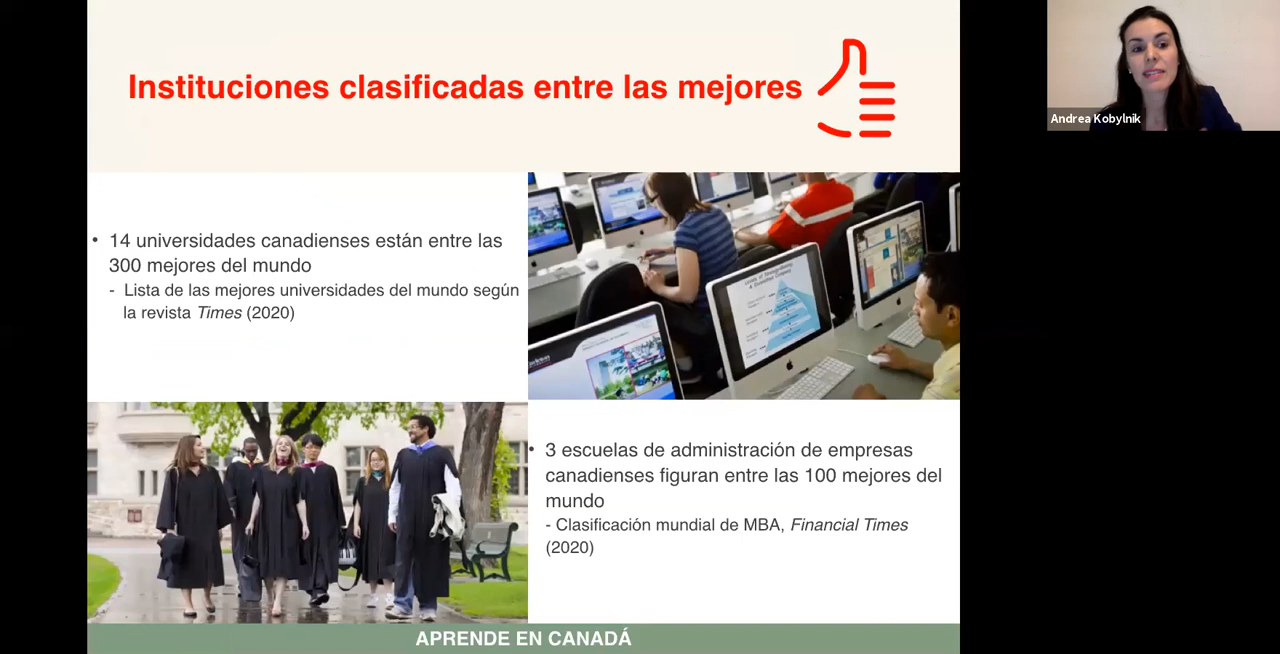 Instituciones clasificadas entre las mejores
Andrea Kobylnik
• 14 universidades canadienses están entre las
300 mejores del mundo
- Lista de las mejores universidades del mundo según
la revista Times (2020)
• 3 escuelas de administración de empresas
canadienses figuran entre las 100 mejores del
mundo
- Clasificación mundial de MBA, Financial Times
(2020)
APRENDE EN CANADÁ